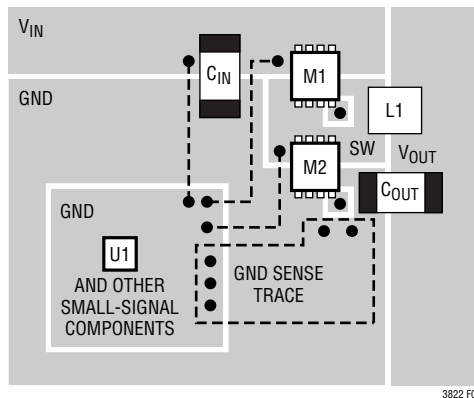 VIN
CIN
M1
GND
L1
SW
VOUT
M2
COUT
GND
U1
AND OTHER
SMALL-SIGNAL
COMPONENTS
GND SENSE
TRACE
3822 F0